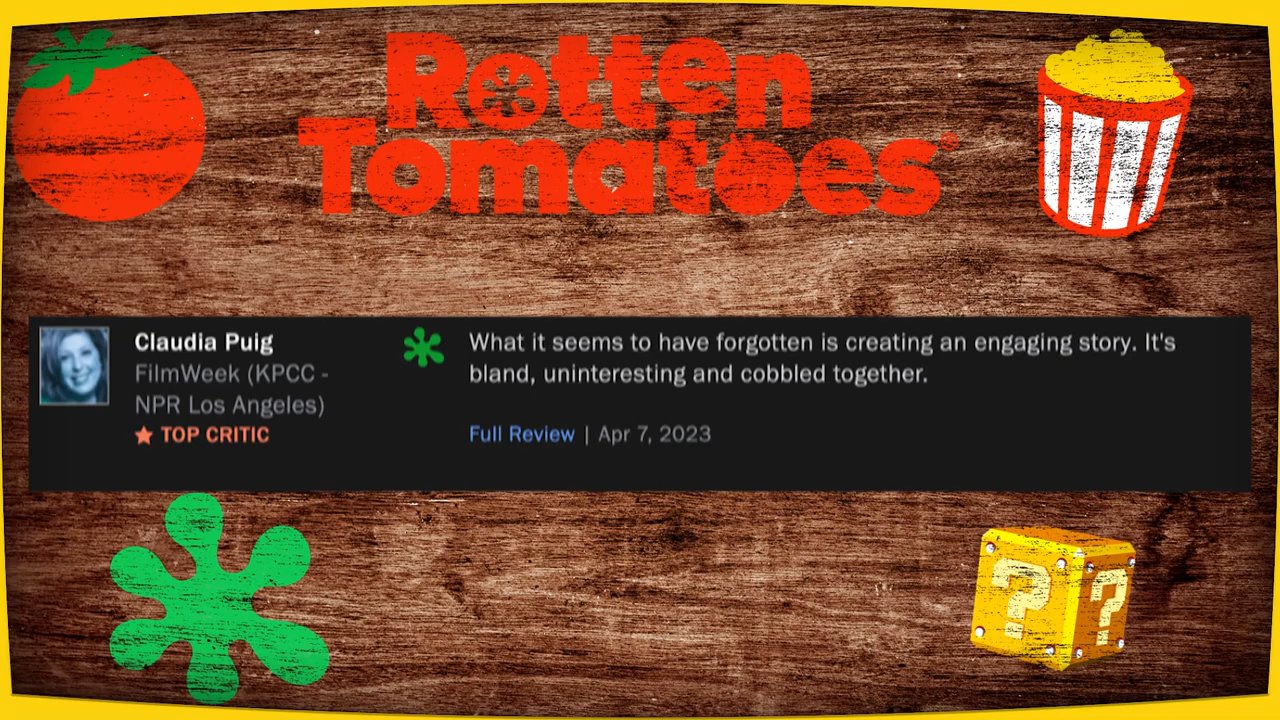 Rotten
Tomatoes®
Claudia Puig
FilmWeek (KPCC -
NPR Los Angeles)
TOP CRITIC
What it seems to have forgotten is creating an engaging story. It's
bland, uninteresting and cobbled together.
Full Review | Apr 7, 2023
? ?